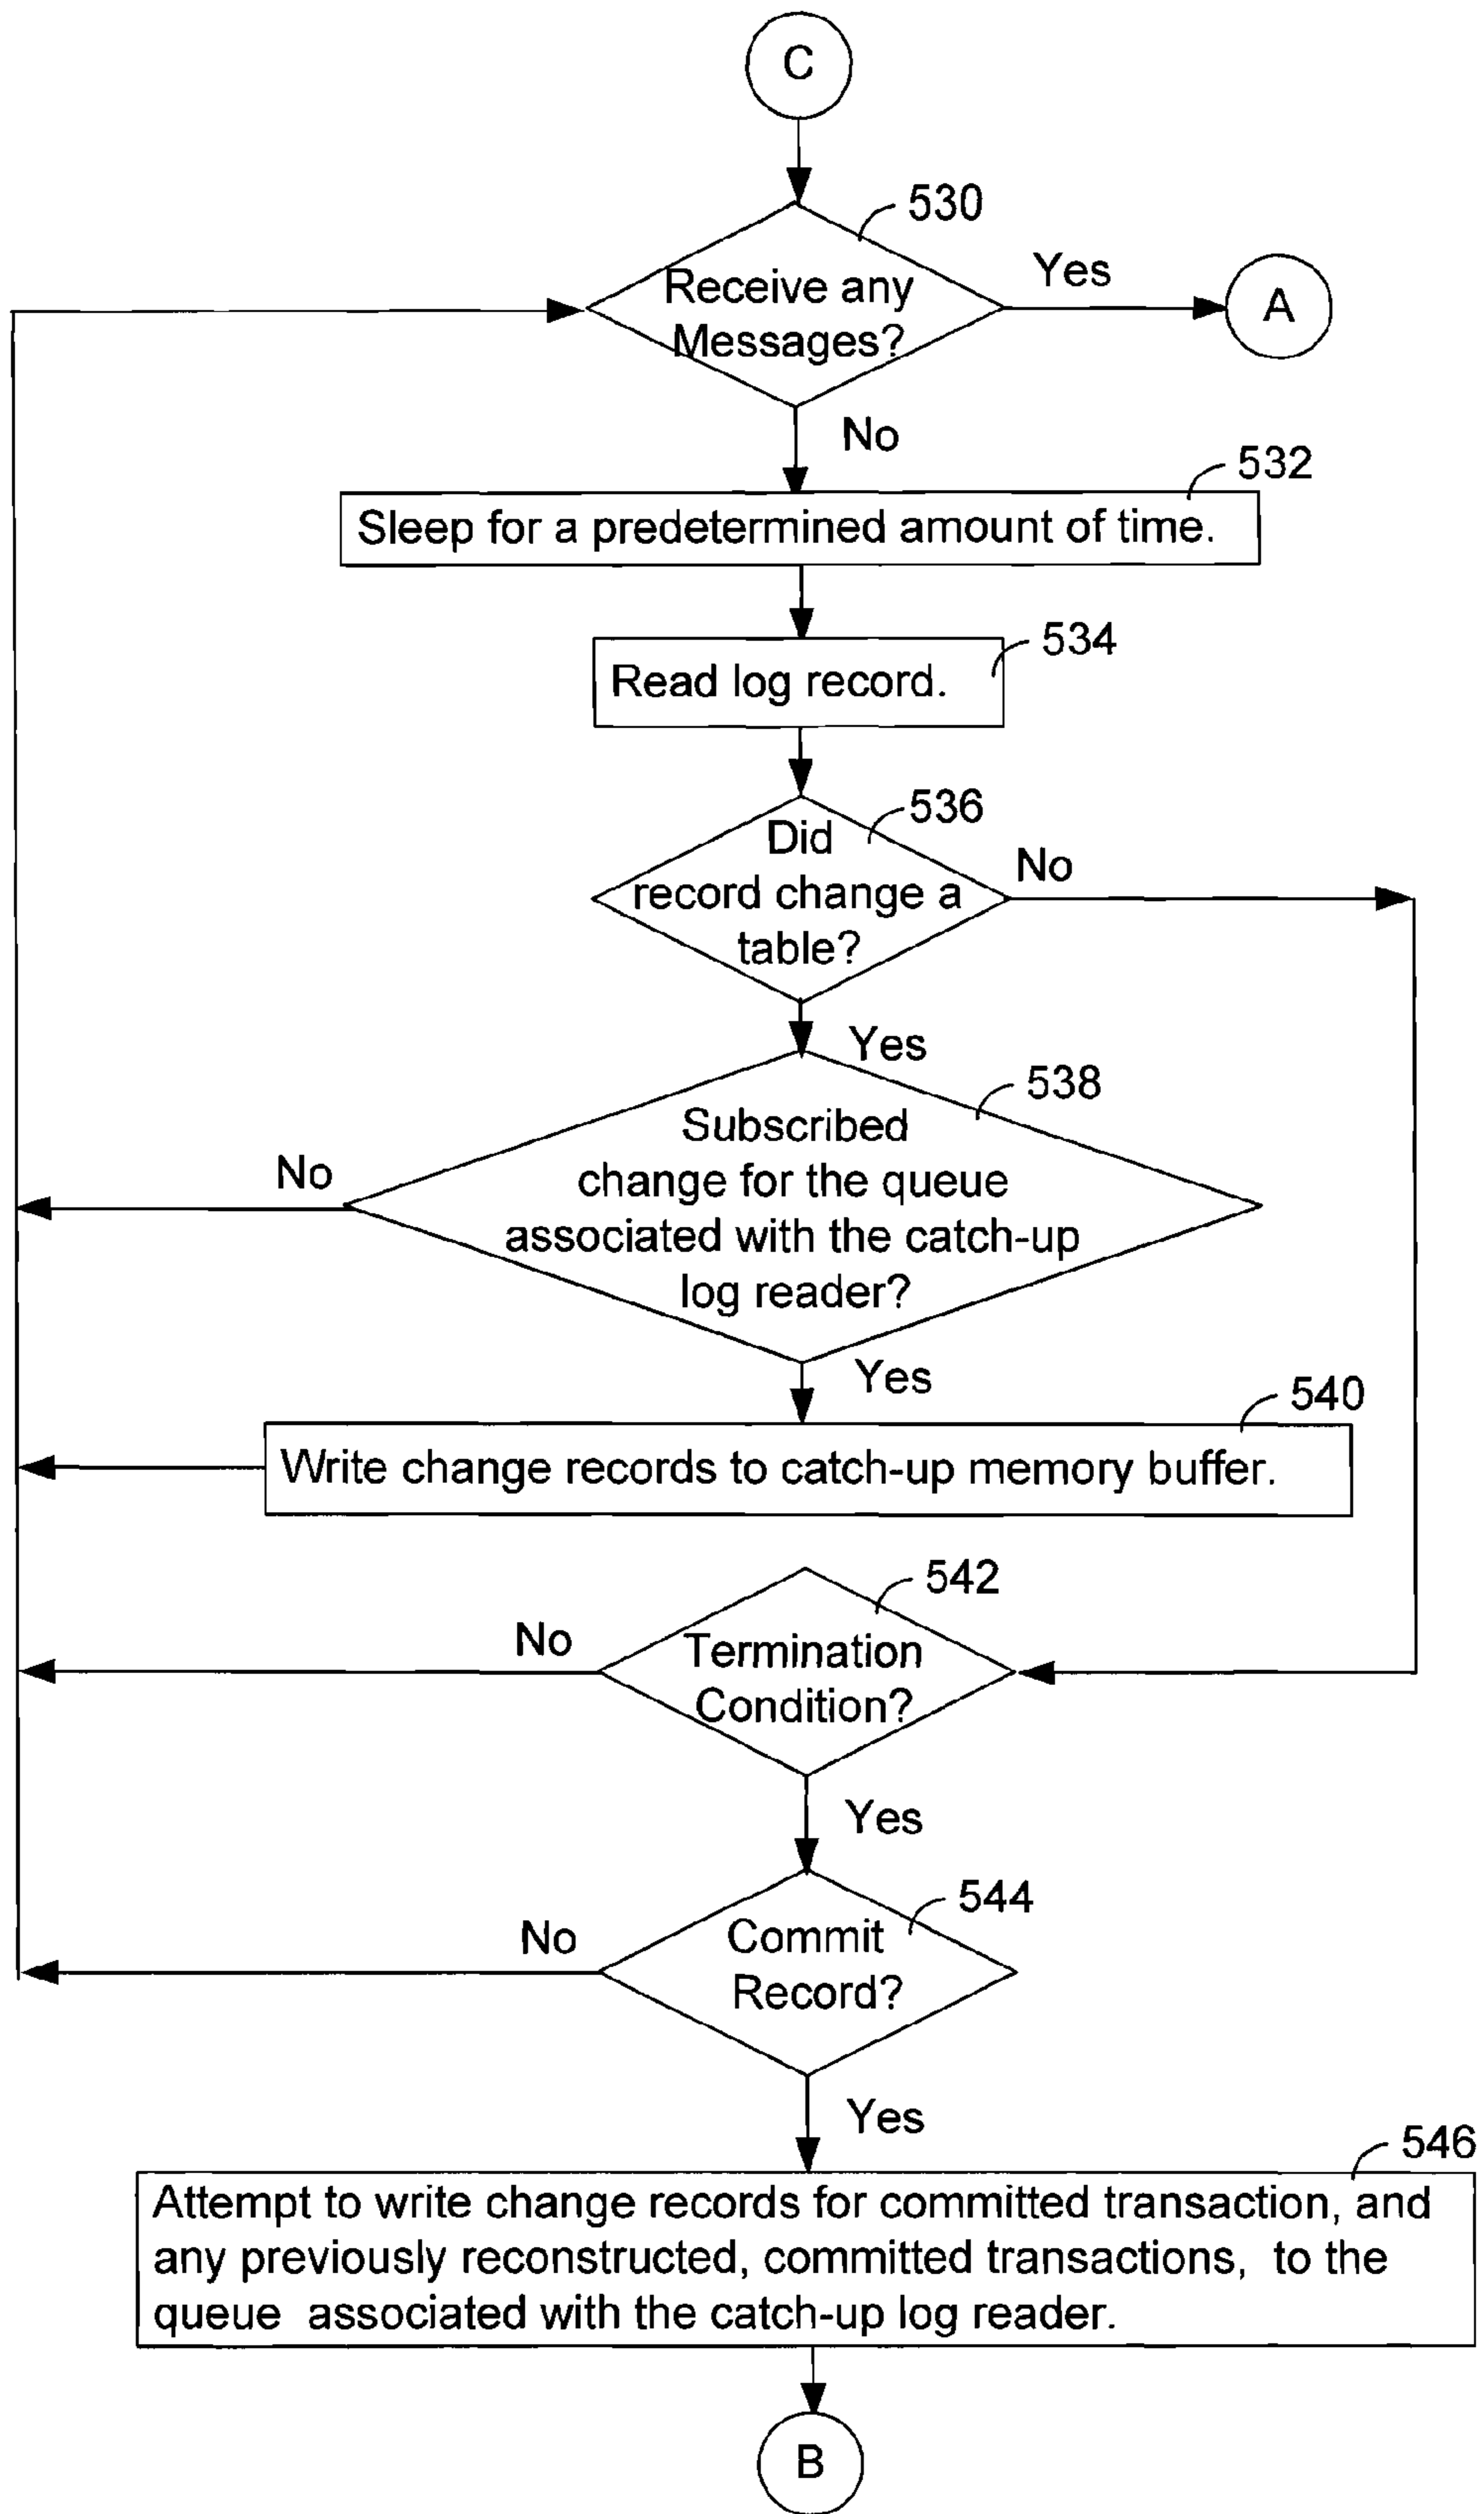 C
530
Receive any
Messages?
Yes
A
No
532
Sleep for a predetermined amount of time.
534
Read log record.
536
Did
record change a
table?
No
Yes
538
Subscribed
change for the queue
associated with the catch-up
log reader?
No
Yes
540
Write change records to catch-up memory buffer.
542
Termination
Condition?
No
Yes
544
Commit
Record?
No
Yes
546
Attempt to write change records for committed transaction, and
any previously reconstructed, committed transactions, to the
queue associated with the catch-up log reader.
B